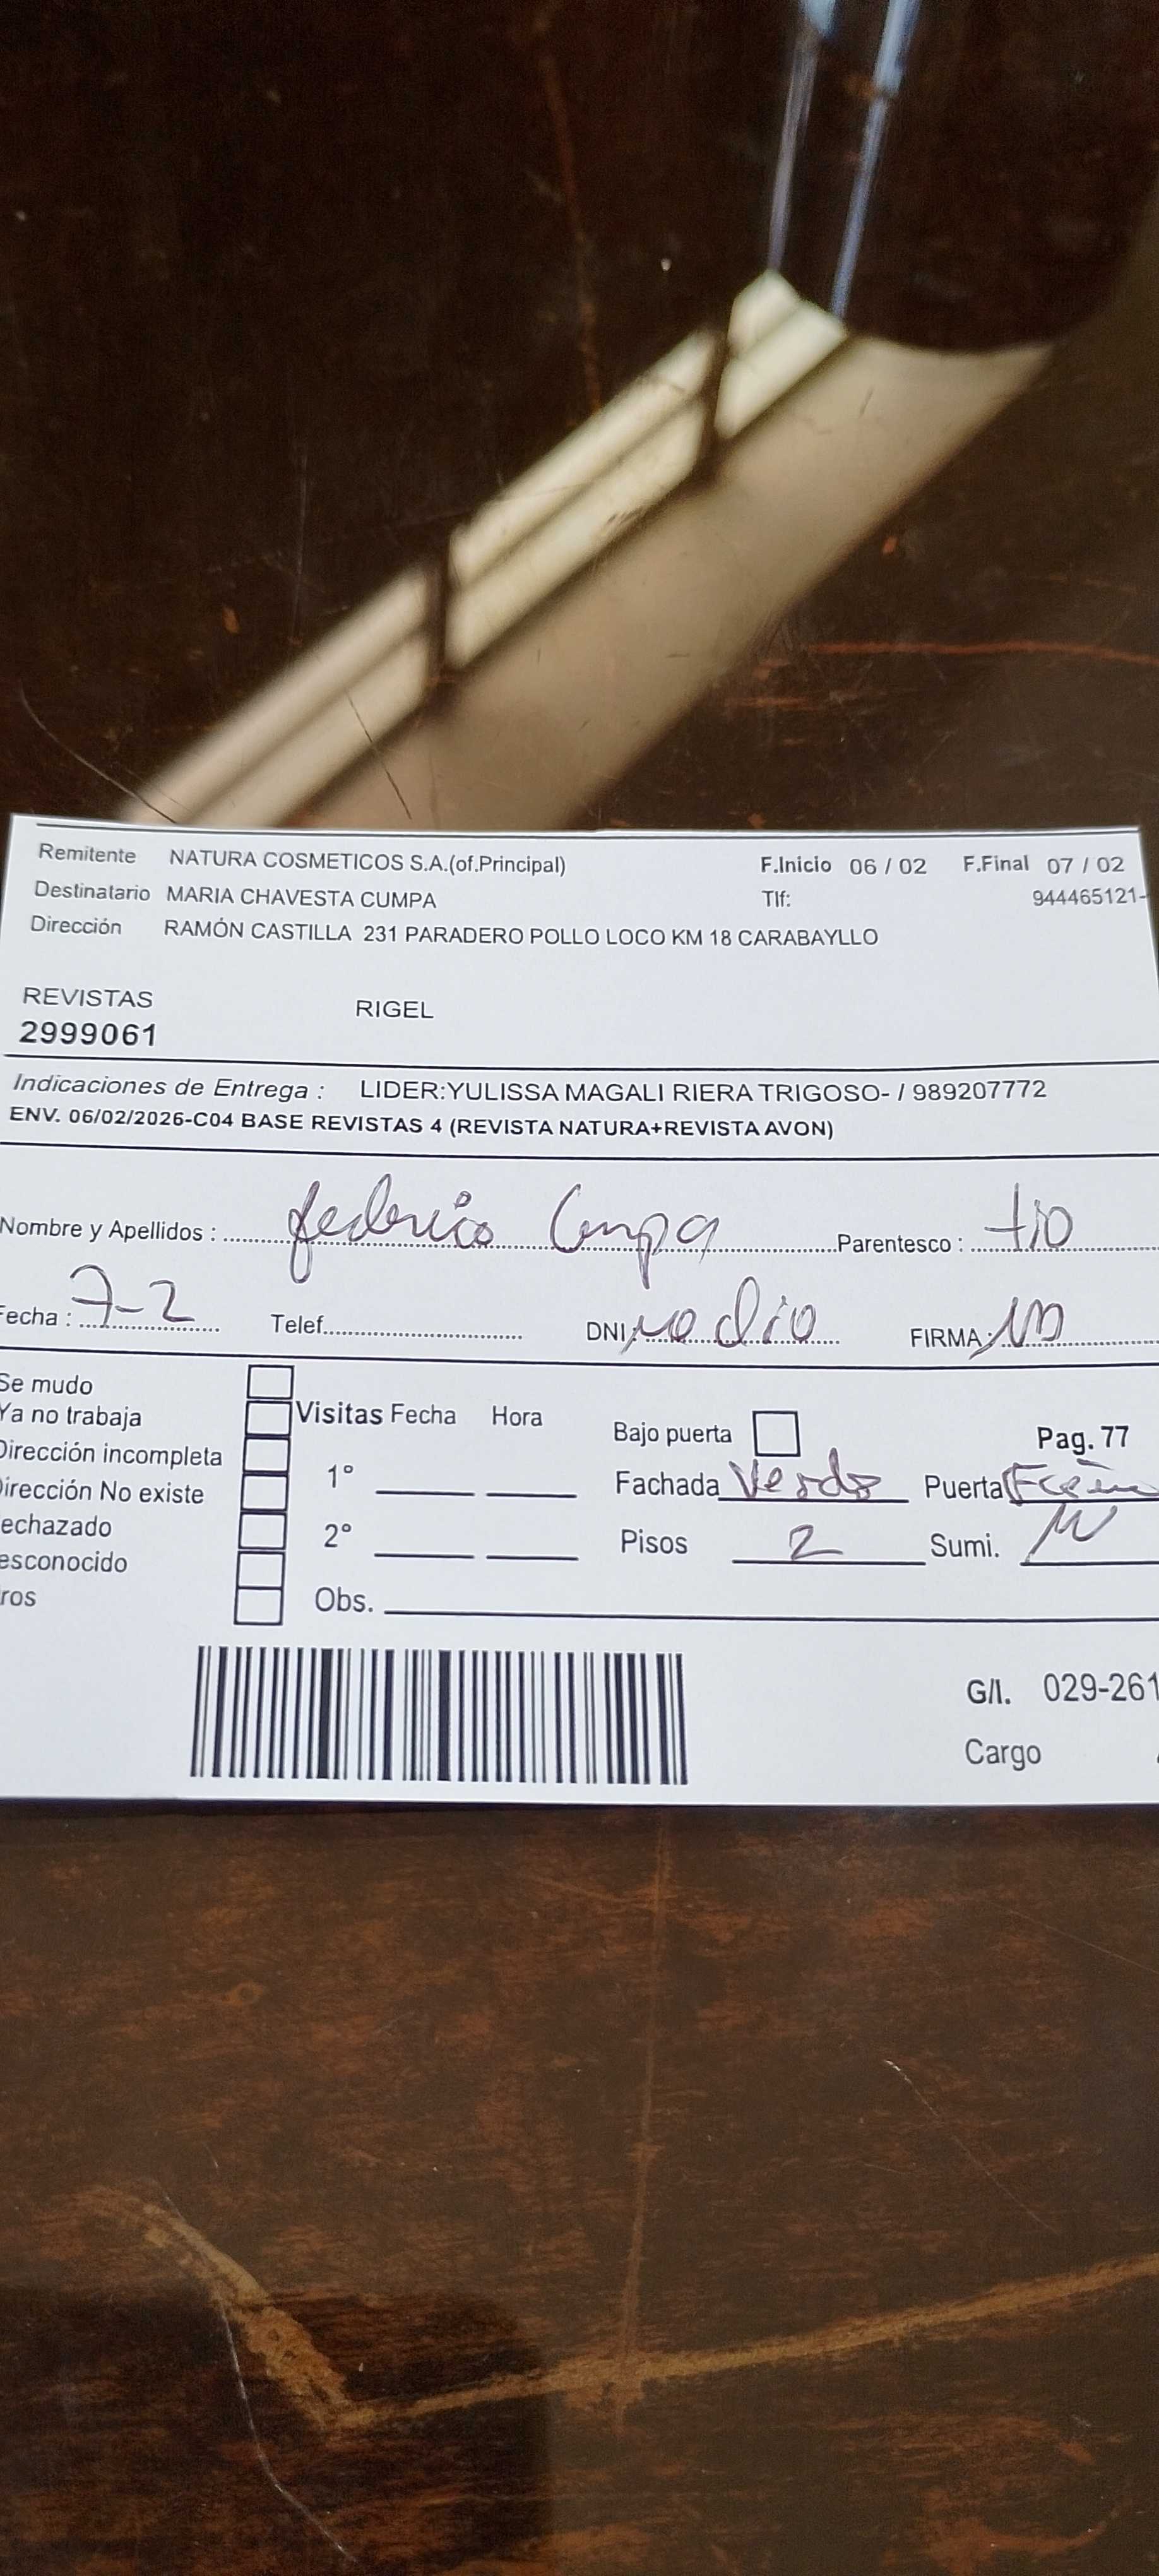 Remitente NATURA COSMETICOS S.A.(of.Principal) F.Inicio 06 / 02 F.Final 07 / 02
Destinatario MARIA CHAVESTA CUMPA Tlf: 944465121-
Dirección RAMÓN CASTILLA 231 PARADERO POLLO LOCO KM 18 CARABAYLLO
REVISTAS RIGEL
2999061
Indicaciones de Entrega : LIDER:YULISSA MAGALI RIERA TRIGOSO- / 989207772
ENV. 06/02/2026-C04 BASE REVISTAS 4 (REVISTA NATURA+REVISTA AVON)
Nombre y Apellidos : federico Cumpa Parentesco : tio
Fecha : 7-2 Telef. DNI no dio FIRMA:
Se mudo
Ya no trabaja Visitas Fecha Hora Bajo puerta Pag. 77
Dirección incompleta 1° Fachada Verde Puerta
Dirección No existe
echazado 2° Pisos 2 Sumi.
esconocido
ros Obs.
G/I. 029-261
Cargo